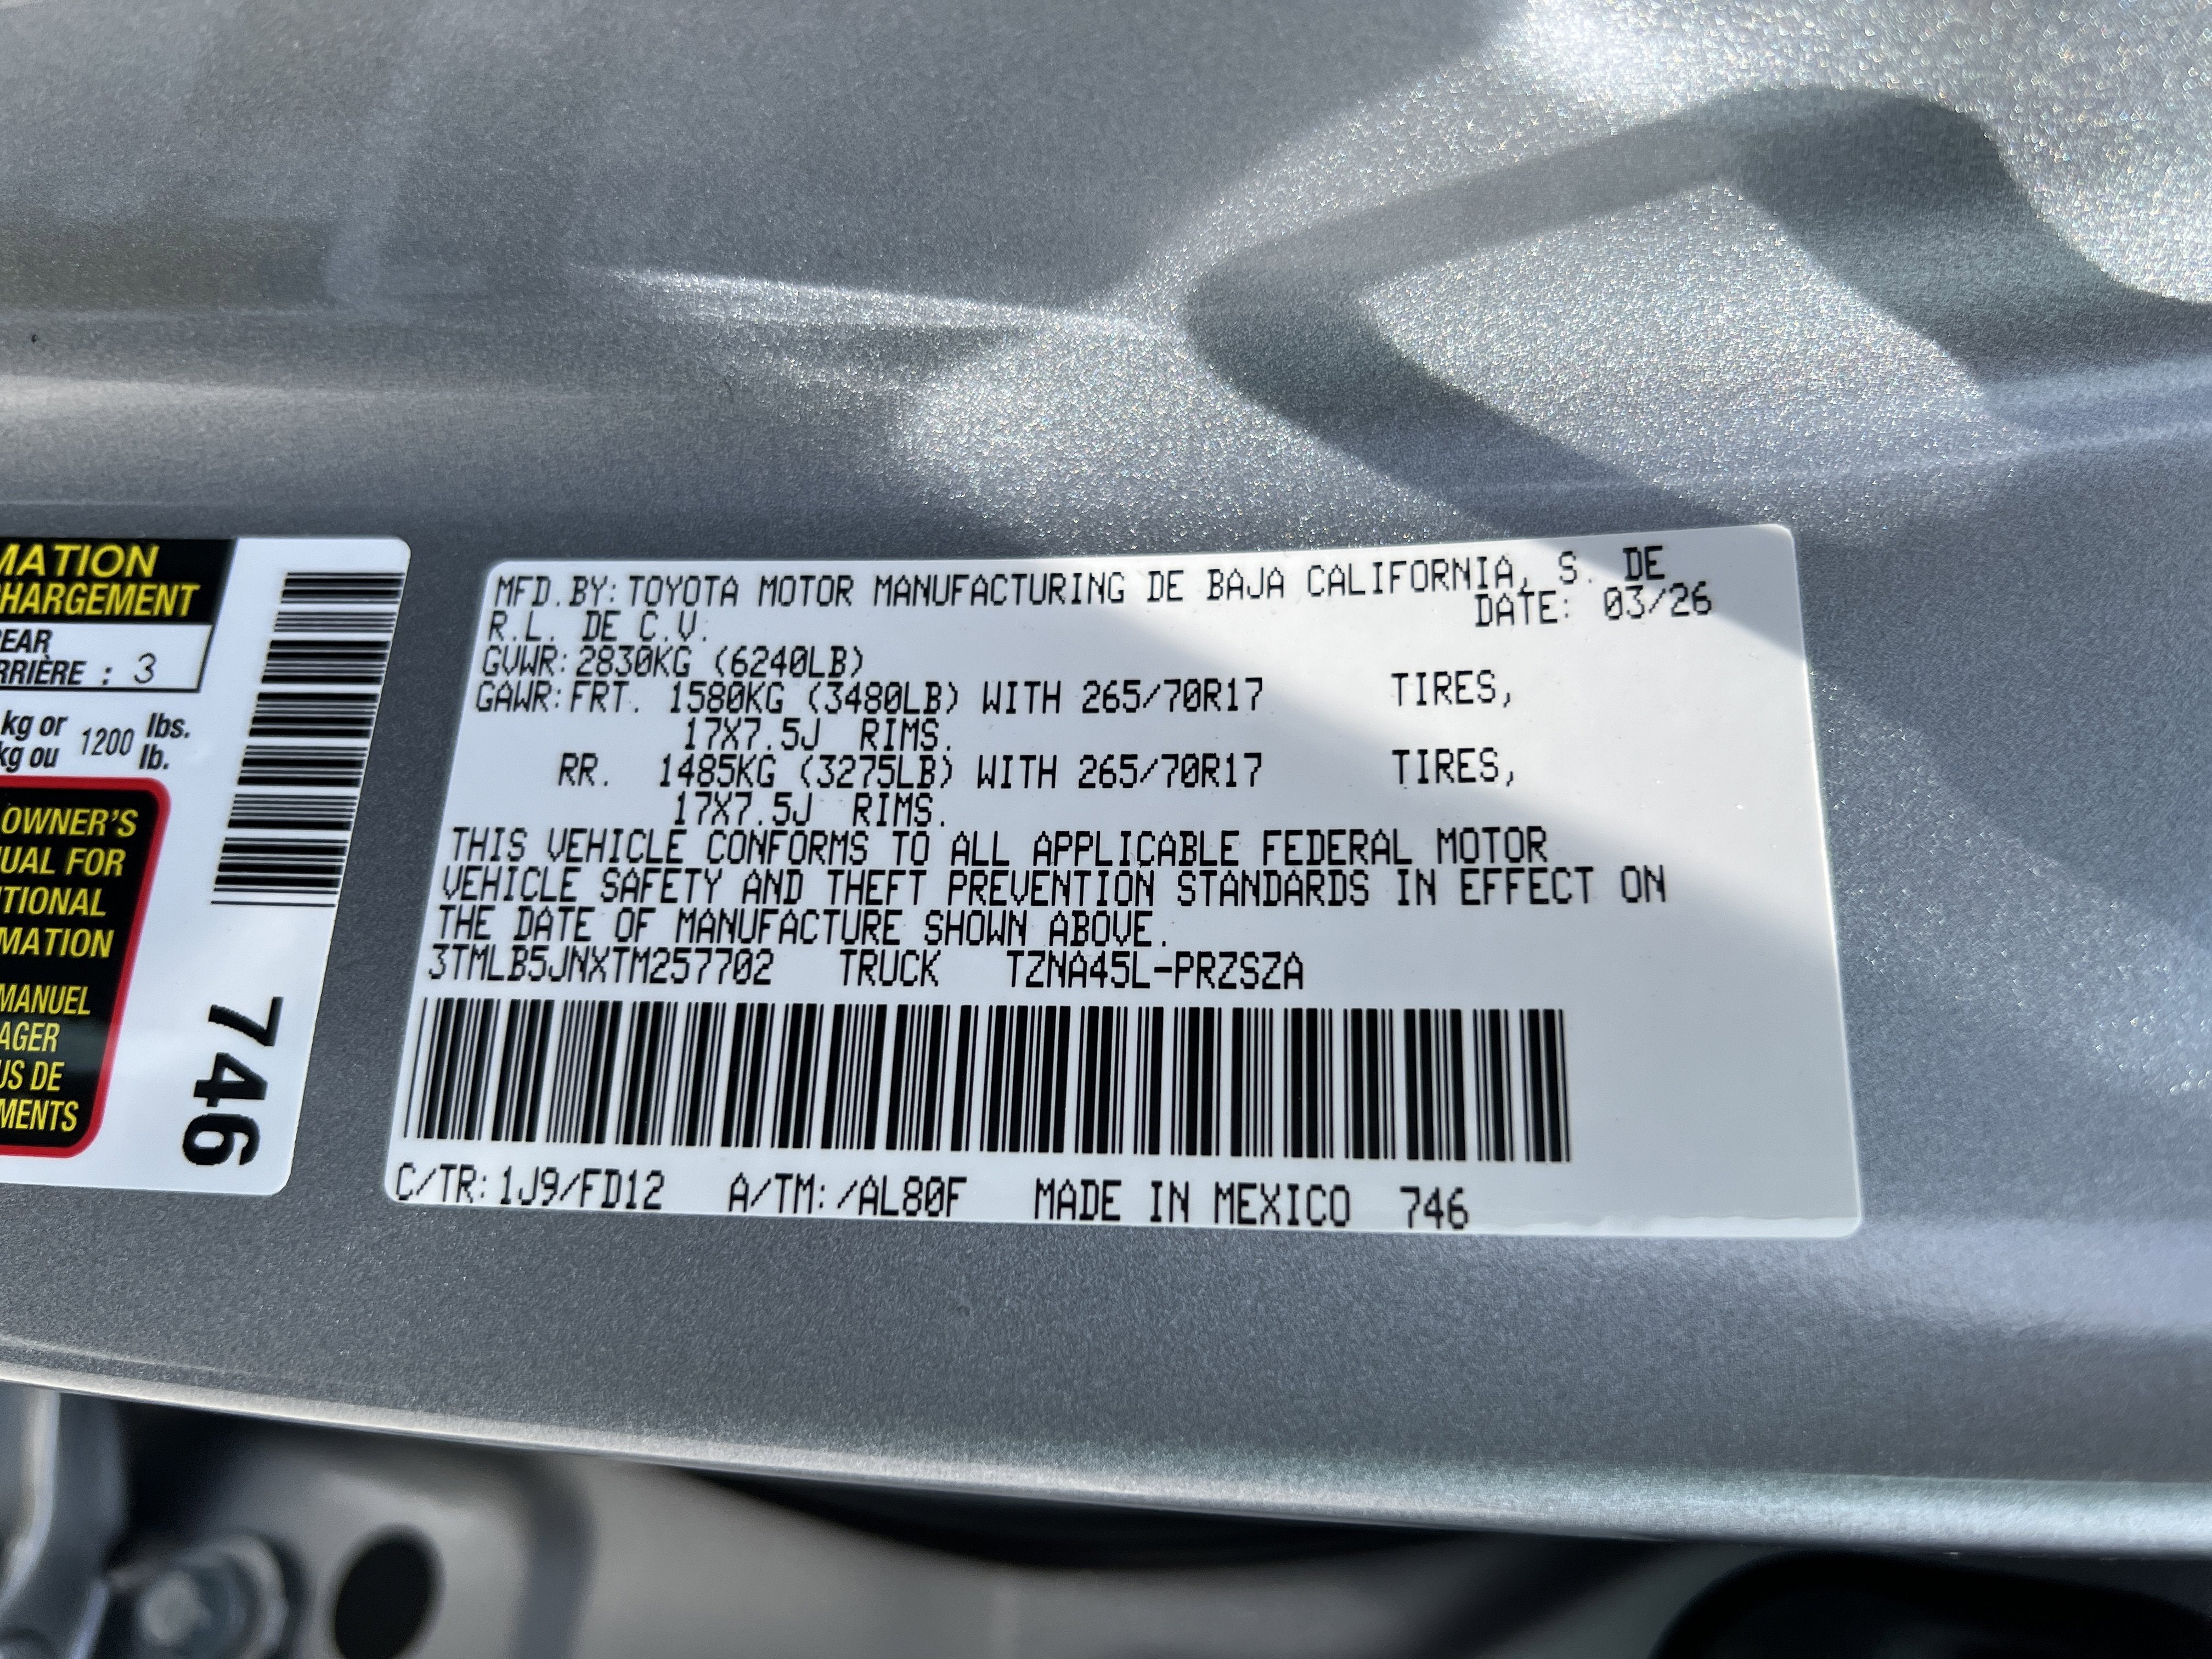 MATION
CHARGEMENT
REAR
ARRIÈRE : 3
kg or 1200 lbs.
kg ou lb.
OWNER'S
UAL FOR
TIONAL
MATION
MANUEL
AGER
US DE
MENTS
746
MFD.BY:TOYOTA MOTOR MANUFACTURING DE BAJA CALIFORNIA, S. DE
R.L. DE C.V. DATE: 03/26
GVWR:2830KG (6240LB)
GAWR:FRT. 1580KG (3480LB) WITH 265/70R17 TIRES,
17X7.5J RIMS.
RR. 1485KG (3275LB) WITH 265/70R17 TIRES,
17X7.5J RIMS.
THIS VEHICLE CONFORMS TO ALL APPLICABLE FEDERAL MOTOR
VEHICLE SAFETY AND THEFT PREVENTION STANDARDS IN EFFECT ON
THE DATE OF MANUFACTURE SHOWN ABOVE.
3TMLB5JNXTM257702 TRUCK TZNA45L-PRZSZA
C/TR:1J9/FD12 A/TM:/AL80F MADE IN MEXICO 746